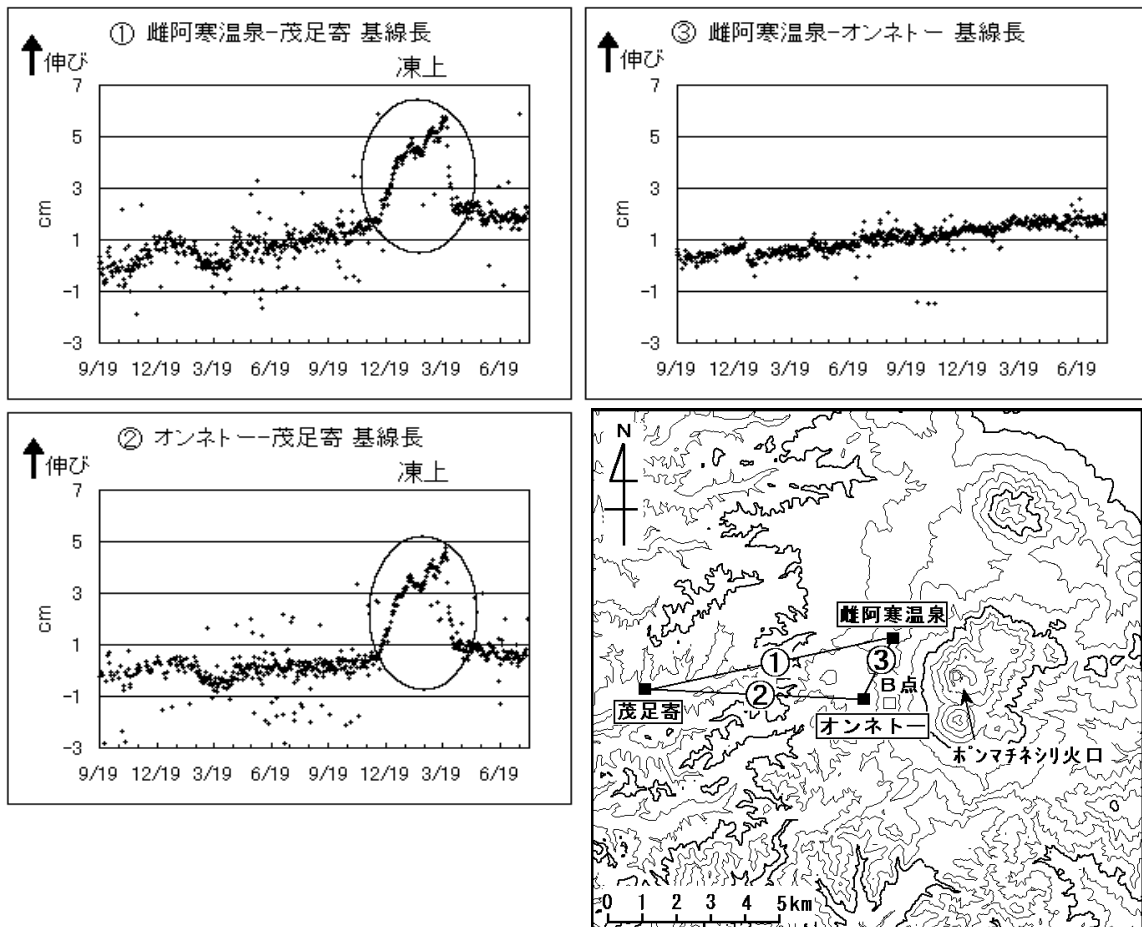 ① 雌阿寒温泉-茂足寄 基線長
伸び
凍上
7
5
3
1
-1
-3
cm
9/19 12/19 3/19 6/19 9/19 12/19 3/19 6/19
③ 雌阿寒温泉-オンネトー 基線長
伸び
7
5
3
1
-1
-3
cm
9/19 12/19 3/19 6/19 9/19 12/19 3/19 6/19
② オンネトー-茂足寄 基線長
伸び
凍上
7
5
3
1
-1
-3
cm
9/19 12/19 3/19 6/19 9/19 12/19 3/19 6/19
N
雌阿寒温泉
①
③
B点
②
茂足寄
オンネトー
ポンマチネシリ火口
0 1 2 3 4 5km